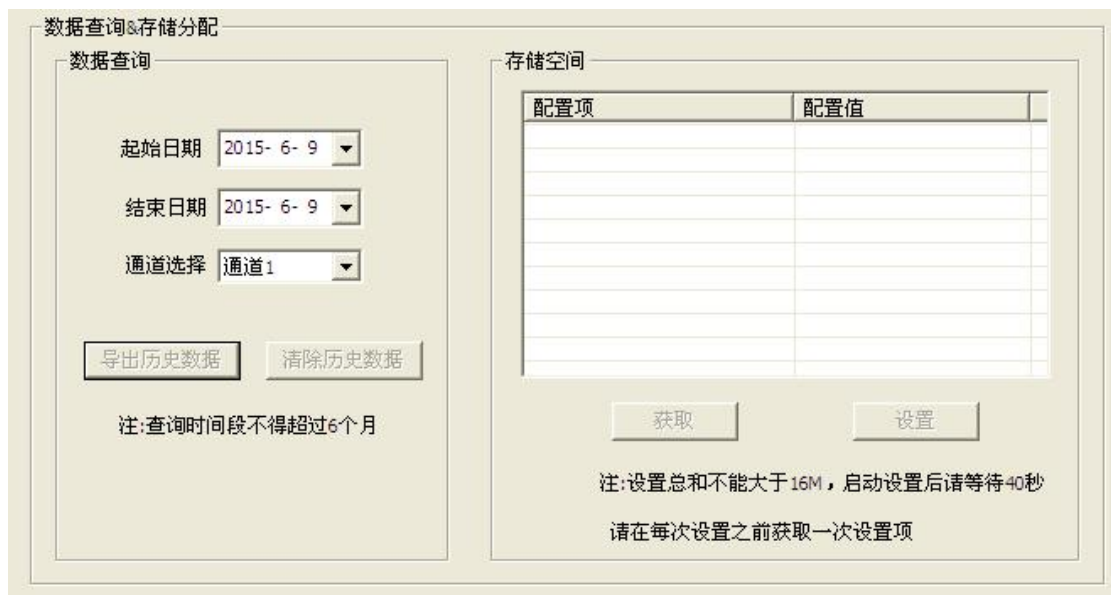 数据查询&存储分配
数据查询
起始日期 2015- 6- 9
结束日期 2015- 6- 9
通道选择 通道1
导出历史数据 清除历史数据
注:查询时间段不得超过6个月
存储空间
配置项 配置值
获取 设置
注:设置总和不能大于16M，启动设置后请等待40秒
请在每次设置之前获取一次设置项